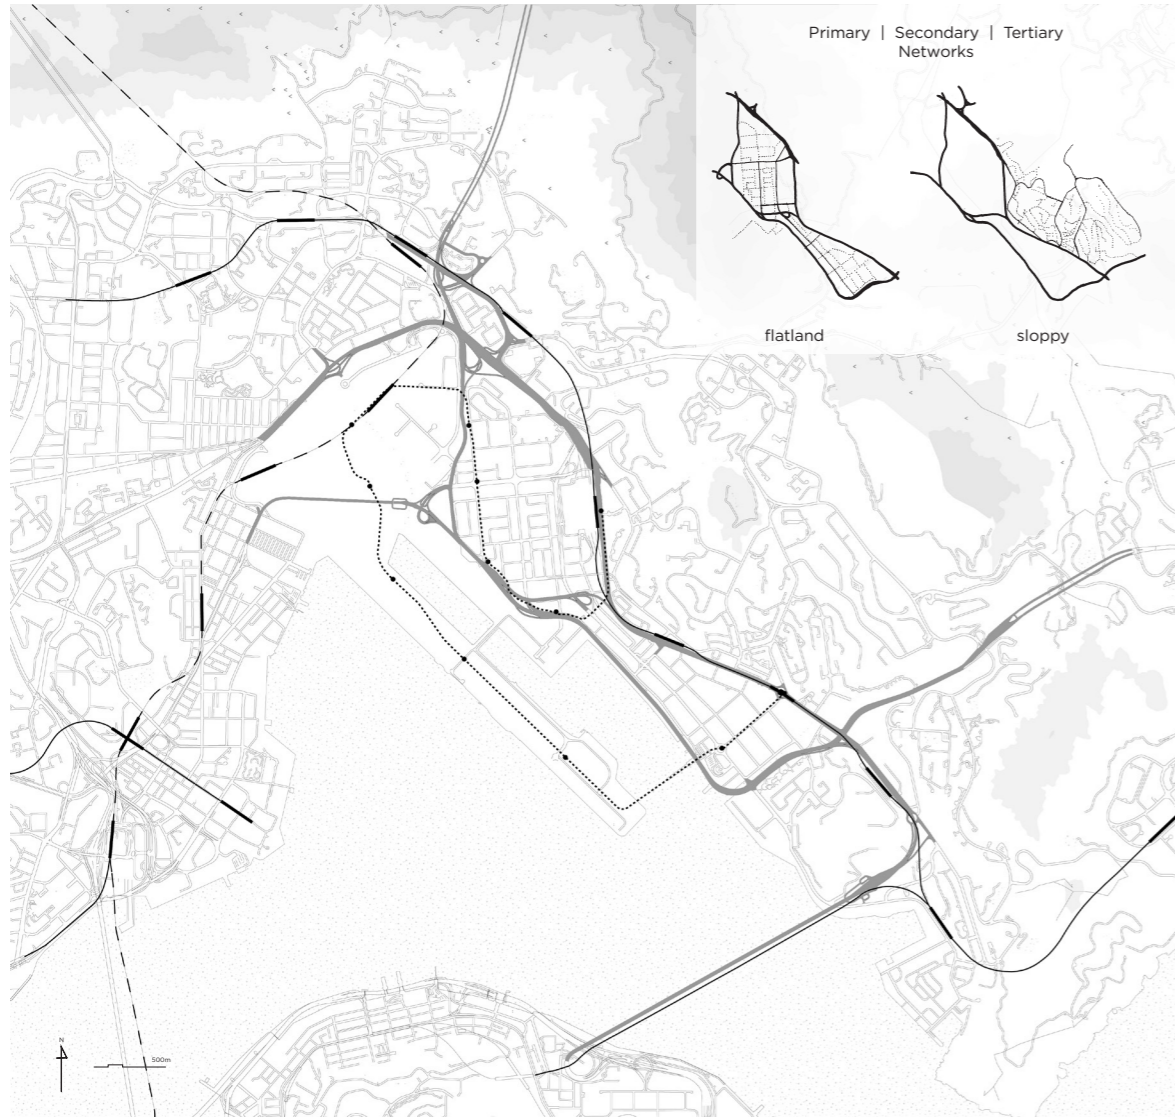 Primary | Secondary | Tertiary
Networks
flatland
sloppy
N
500m